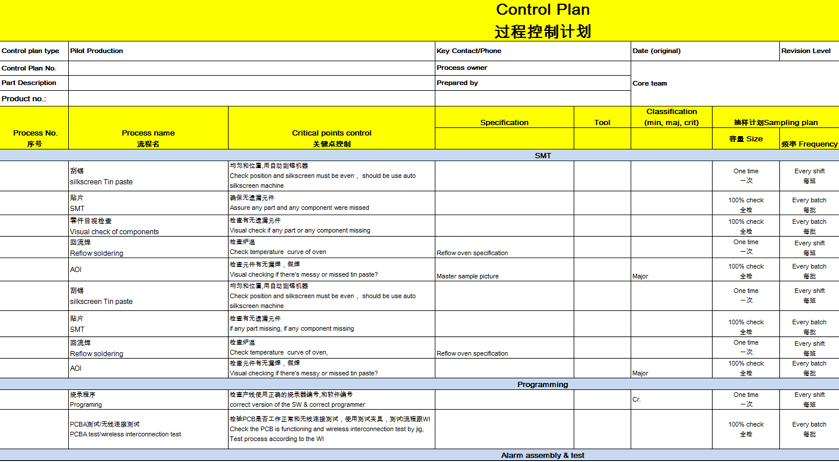 Control Plan
过程控制计划
Control plan type Pilot Production Key Contact/Phone Date (original) Revision Level
Control Plan No. Process owner
Part Description Prepared by Core team
Product no.:
Process No. Process name Critical points control Specification Tool Classification (min, maj, crit) 抽样计划Sampling plan
序号 流程名 关键点控制 容量 Size 频率 Frequency
SMT
刮锡 均匀和位置,用自动刮锡机器 One time Every shift
silkscreen Tin paste Check position and silkscreen must be even， should be use auto 一次 每班
silkscreen machine
贴片 确保无遗漏元件 100% check Every batch
SMT Assure any part and any component were missed 全检 每批
零件目视检查 检查有无遗漏元件 100% check Every batch
Visual check of components Visual check if any part or any component missing 全检 每批
回流焊 检查炉温 One time Every shift
Reflow soldering Check temperature curve of oven Reflow oven specification 一次 每班
AOI 检查元件有无漏焊，假焊 100% check Every batch
Visual checking if there's messy or missed tin paste? Master sample picture Major 全检 每批
刮锡 均匀和位置,用自动刮锡机器 One time Every shift
silkscreen Tin paste Check position and silkscreen must be even， should be use auto 一次 每班
silkscreen machine
贴片 检查有无遗漏元件 100% check Every batch
SMT if any part missing, if any component missing 全检 每批
回流焊 检查炉温 One time Every shift
Reflow soldering Check temperature curve of oven, Reflow oven specification 一次 每班
AOI 检查元件有无漏焊，假焊 100% check Every batch
Visual checking if there's messy or missed tin paste? Major 全检 每批
Programming
烧录程序 检查产线使用正确的烧录器编号,和软件编号 Cr. One time Every shift
Programing correct version of the SW & correct programmer 一次 每班
PCBA测试/无线连接测试 检验PCB是否工作正常和无线连接测试，使用测试夹具，测试流程跟WI 100% check Every batch
PCBA test/wireless interconnection test Check the PCB is functioning and wireless interconnection test by jig, 全检 每批
Test process according to the WI
Alarm assembly & test